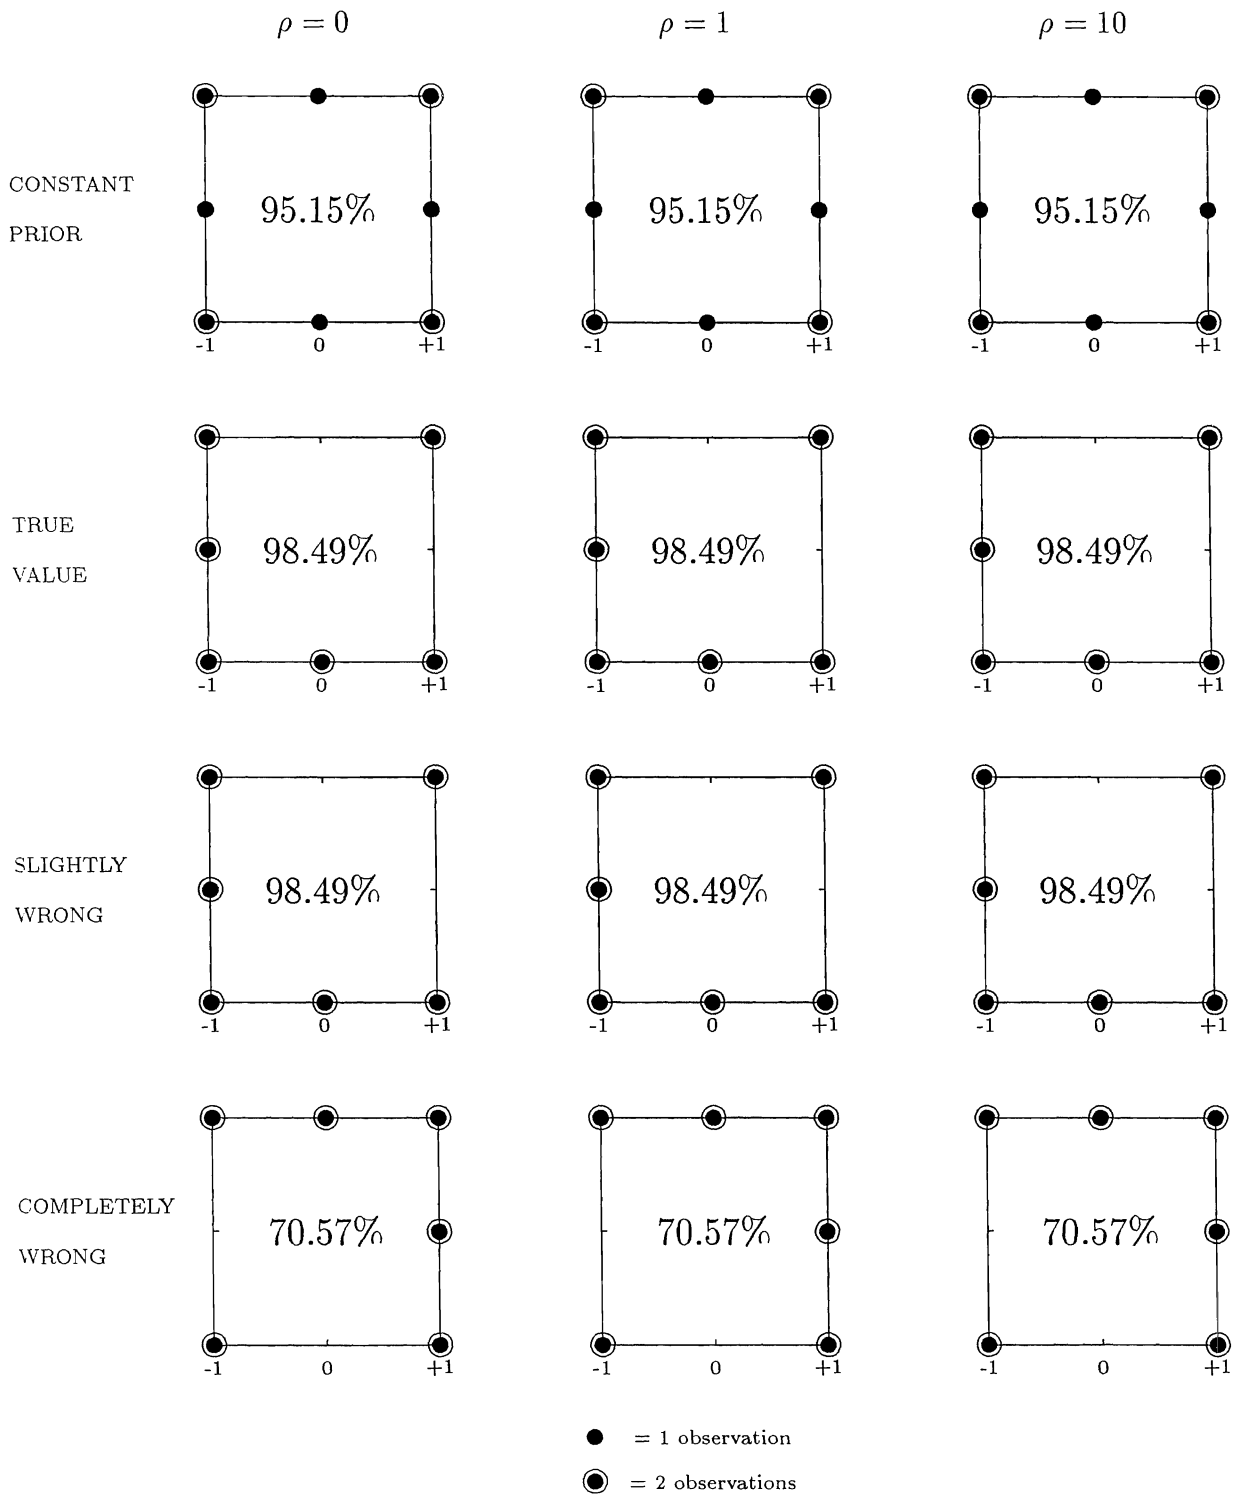 ρ = 0 ρ = 1 ρ = 10
CONSTANT
PRIOR
95.15% 95.15% 95.15%
-1 0 +1 -1 0 +1 -1 0 +1
TRUE
VALUE
98.49% 98.49% 98.49%
-1 0 +1 -1 0 +1 -1 0 +1
SLIGHTLY
WRONG
98.49% 98.49% 98.49%
-1 0 +1 -1 0 +1 -1 0 +1
COMPLETELY
WRONG
70.57% 70.57% 70.57%
-1 0 +1 -1 0 +1 -1 0 +1
= 1 observation
= 2 observations